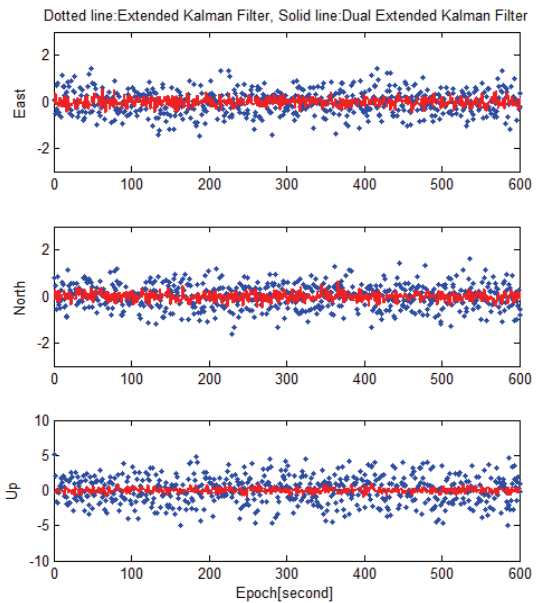 Dotted line:Extended Kalman Filter, Solid line:Dual Extended Kalman Filter
2
0
-2
East
0 100 200 300 400 500 600
2
0
-2
North
0 100 200 300 400 500 600
10
5
0
-5
-10
Up
0 100 200 300 400 500 600
Epoch[second]